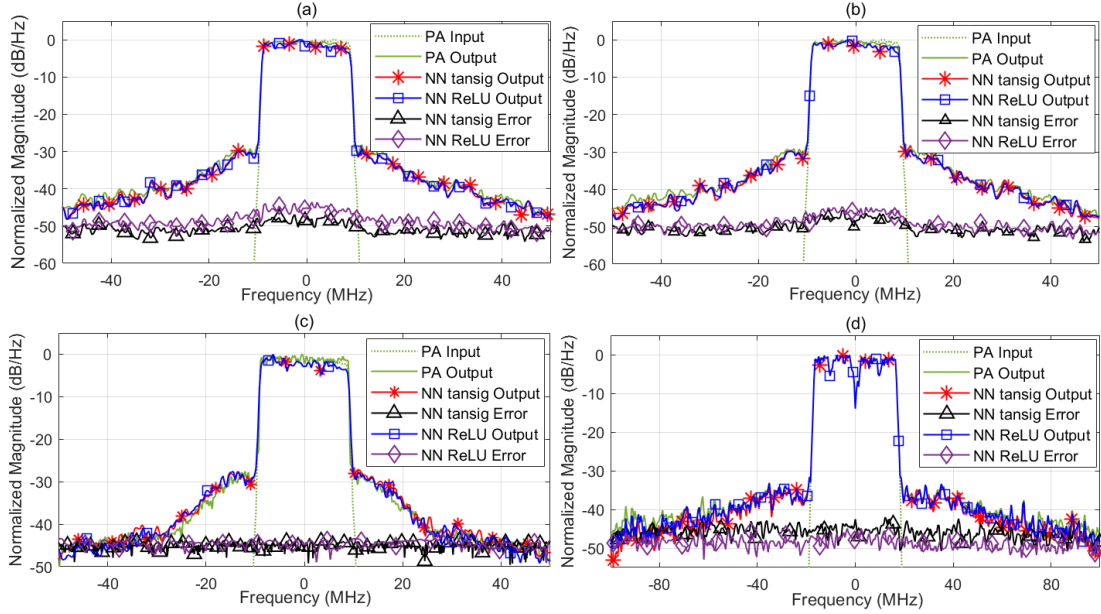 (a)
Normalized Magnitude (dB/Hz)
0
-10
-20
-30
-40
-50
-60
PA Input
PA Output
NN tansig Output
NN ReLU Output
NN tansig Error
NN ReLU Error
-40
-20
0
20
40
Frequency (MHz)
(b)
Normalized Magnitude (dB/Hz)
0
-10
-20
-30
-40
-50
-60
PA Input
PA Output
NN tansig Output
NN ReLU Output
NN tansig Error
NN ReLU Error
-40
-20
0
20
40
Frequency (MHz)
(c)
Normalized Magnitude (dB/Hz)
0
-10
-20
-30
-40
-50
PA Input
PA Output
NN tansig Output
NN tansig Error
NN ReLU Output
NN ReLU Error
-40
-20
0
20
40
Frequency (MHz)
(d)
Normalized Magnitude (dB/Hz)
0
-10
-20
-30
-40
-50
PA Input
PA Output
NN tansig Output
NN tansig Error
NN ReLU Output
NN ReLU Error
-80
-40
0
40
80
Frequency (MHz)